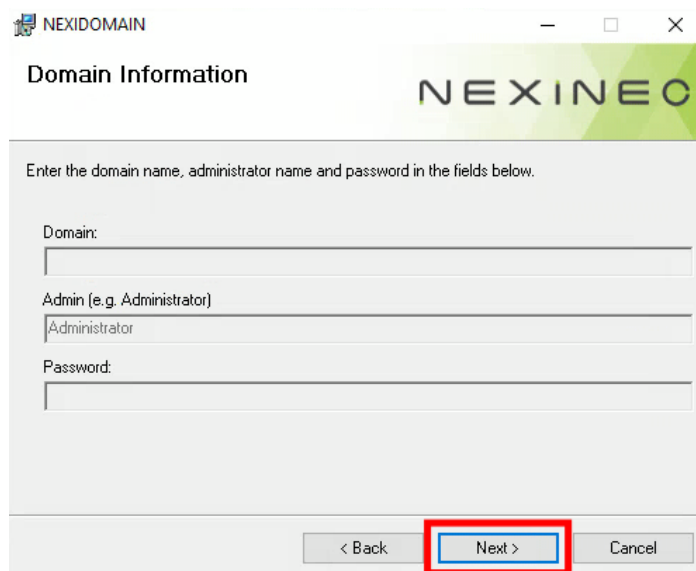 NEXIDOMAIN
Domain Information
NEXINEO
Enter the domain name, administrator name and password in the fields below.
Domain:
Admin (e.g. Administrator)
Administrator
Password:
< Back
Next >
Cancel